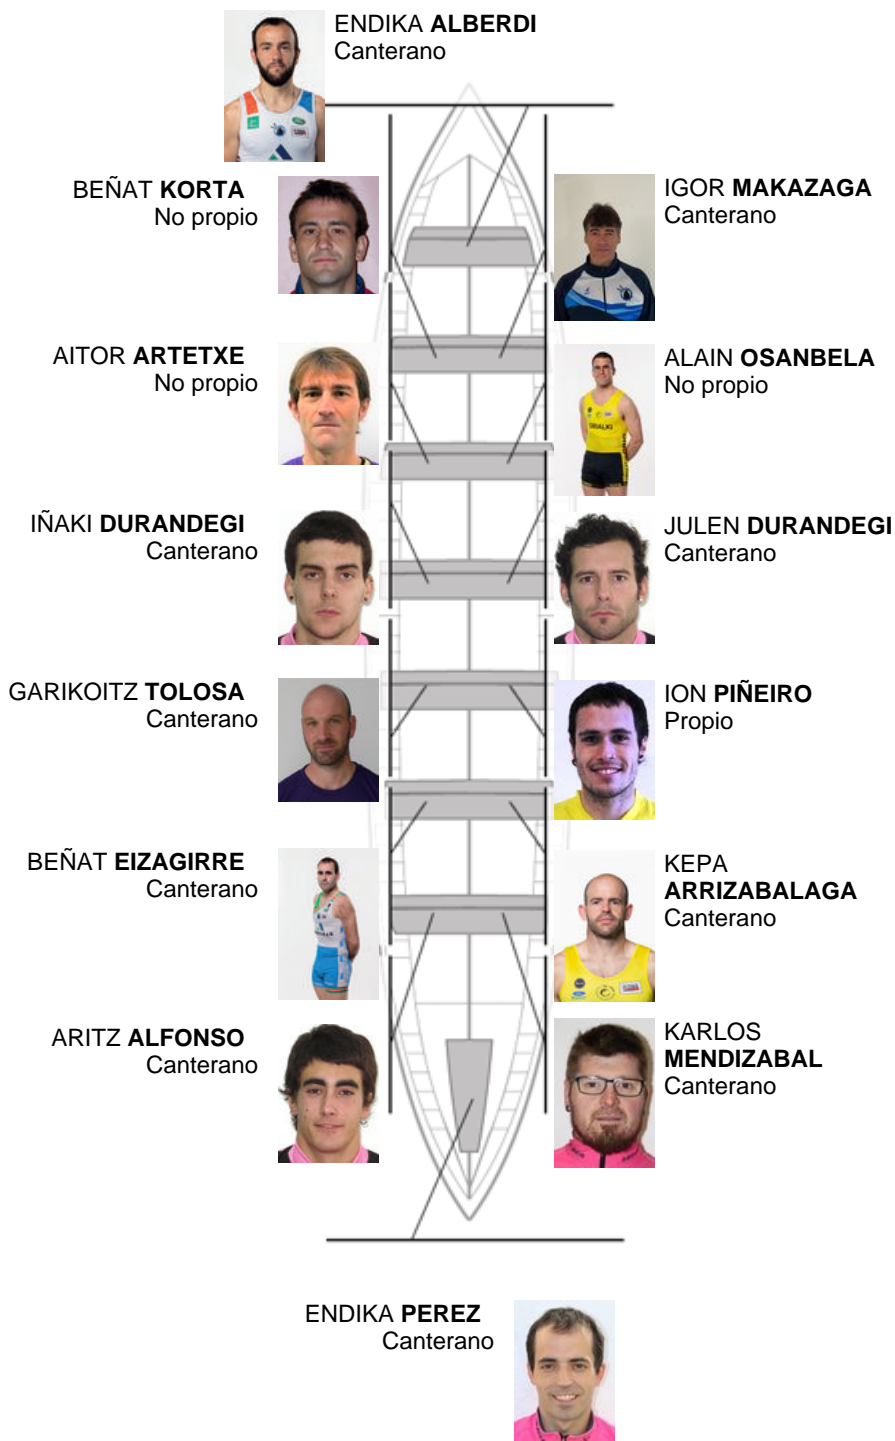 ENDIKA ALBERDI
Canterano
BEÑAT KORTA
No propio
IGOR MAKAZAGA
Canterano
AITOR ARTETXE
No propio
ALAIN OSANBELA
No propio
IÑAKI DURANDEGI
Canterano
JULEN DURANDEGI
Canterano
GARIKOITZ TOLOSA
Canterano
ION PIÑEIRO
Propio
BEÑAT EIZAGIRRE
Canterano
KEPA
ARRIZABALAGA
Canterano
ARITZ ALFONSO
Canterano
KARLOS
MENDIZABAL
Canterano
ENDIKA PEREZ
Canterano